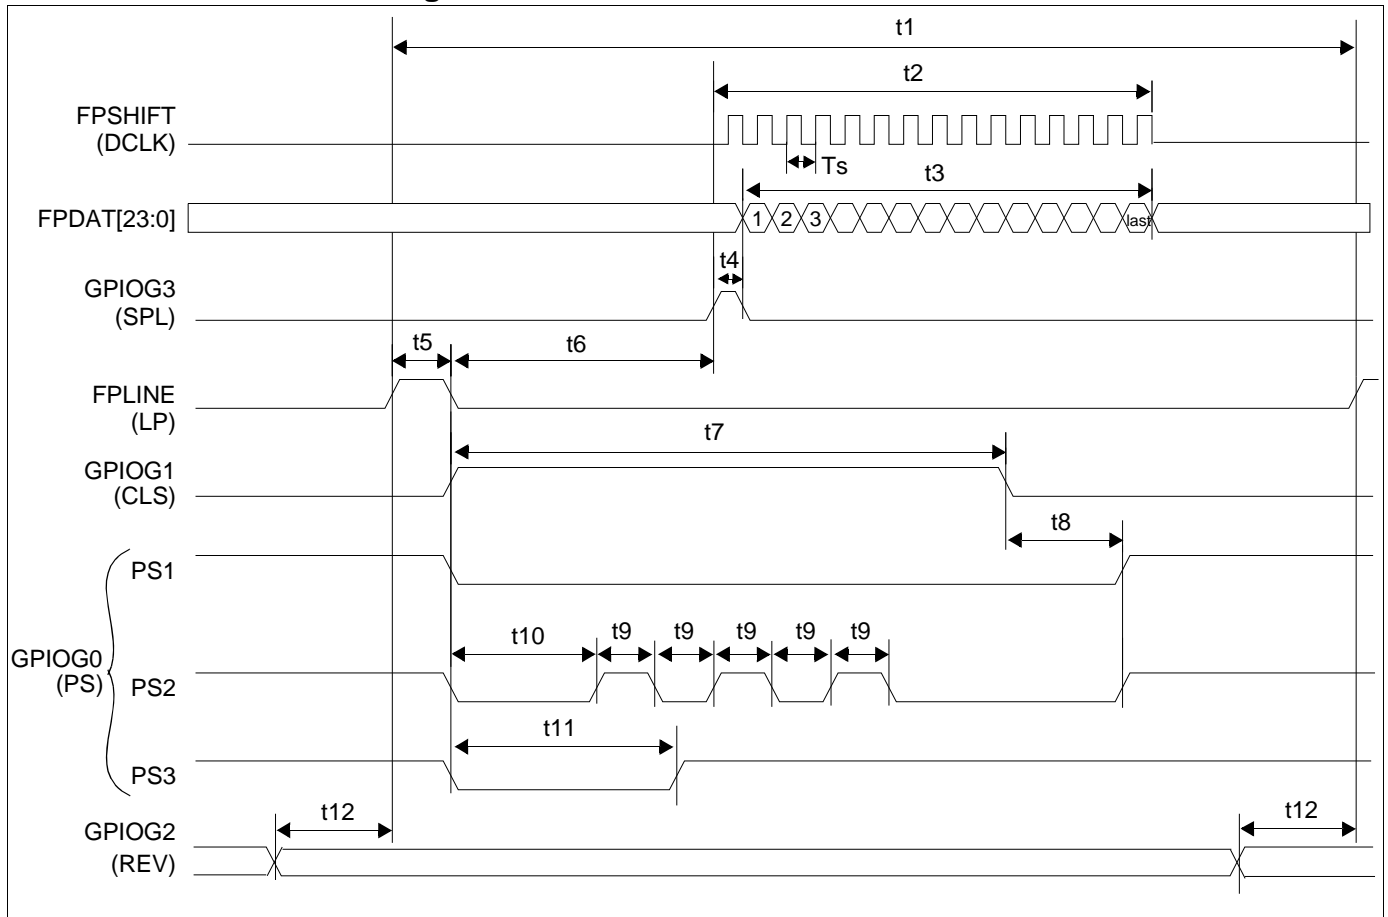 t1
t2
FPSHIFT
(DCLK)
Ts
t3
FPDAT[23:0]
1 2 3 last
t4
GPIOG3
(SPL)
t5 t6
FPLINE
(LP)
t7
GPIOG1
(CLS)
t8
PS1
t10 t9 t9 t9 t9 t9
GPIOG0
(PS)
PS2
t11
PS3
t12 t12
GPIOG2
(REV)